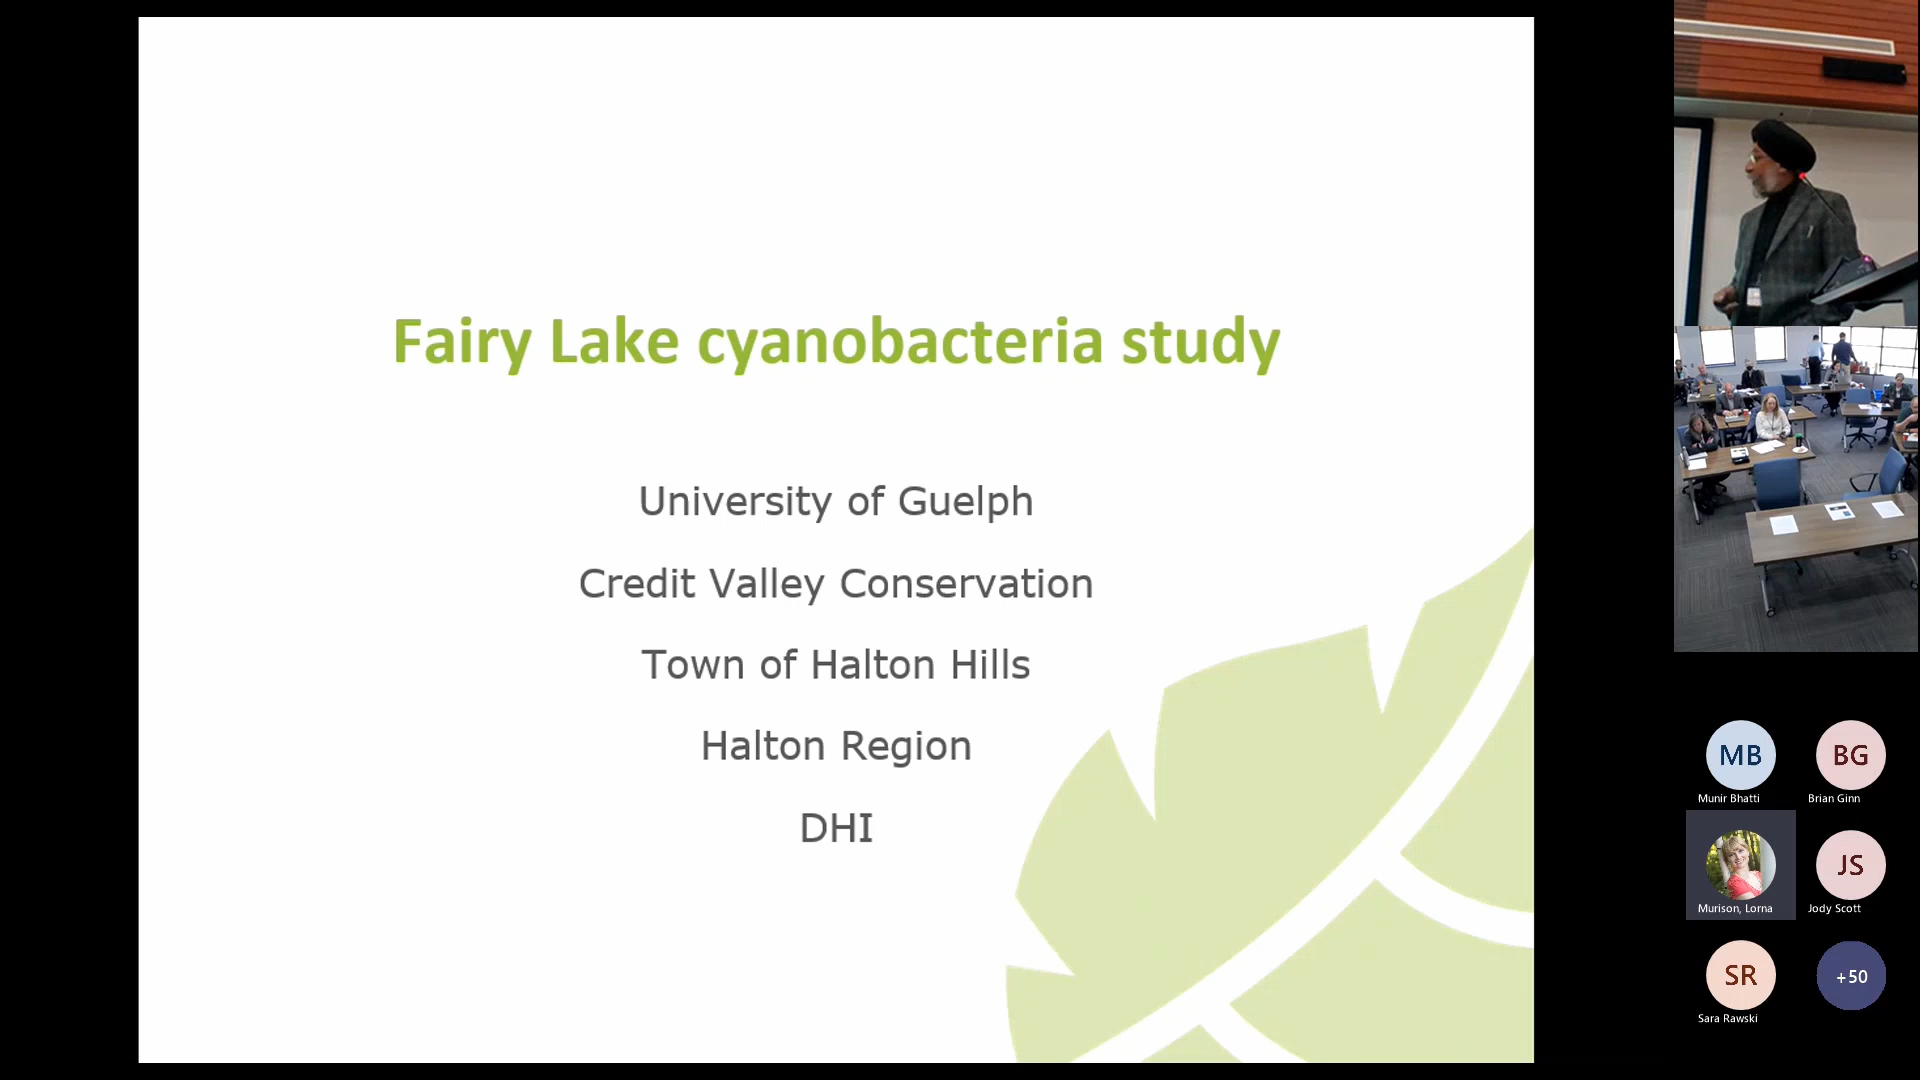 Fairy Lake cyanobacteria study
University of Guelph
Credit Valley Conservation
Town of Halton Hills
Halton Region
DHI
MB
Munir Bhatti
BG
Brian Ginn
Murison, Lorna
JS
Jody Scott
SR
Sara Rawski
+50